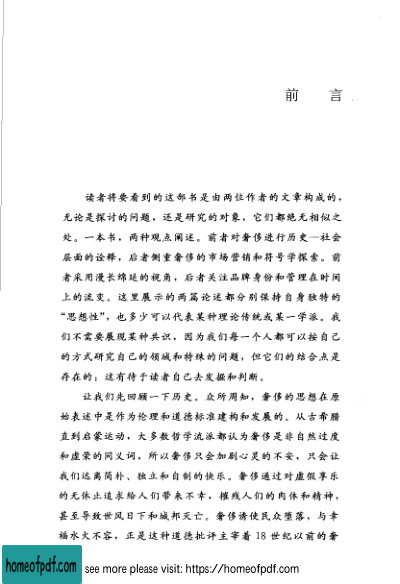 前 言
读者将要看到的这部书是由两位作者的文章构成的，
无论是探讨的问题，还是研究的对象，它们都绝无相似之
处。一本书，两种观点阐述。前者对奢侈进行历史—社会
层面的诠释，后者侧重奢侈的市场营销和符号学探索。前
者采用漫长绵延的视角，后者关注品牌身份和管理在时间
上的流变。这里展示的两篇论述都分别保持自身独特的
“思想性”，也多少可以代表某种理论传统或某一学派。我
们不需要展现某种共识，因为我们每一个人都可以按自己
的方式研究自己的领域和特殊的问题，但它们的结合点是
存在的；这有待于读者自己去发掘和判断。
让我们先回顾一下历史。众所周知，奢侈的思想在原
始表述中是作为伦理和道德标准建构和发展的。从古希腊
直到启蒙运动，大多数哲学流派都认为奢侈是非自然过度
和虚荣的同义词，所以奢侈只会加剧心灵的不安，只会让
我们远离简朴、独立和自制的快乐。奢侈通过对虚假享乐
的无休止追求给人们带来不幸，摧残人们的肉体和精神，
甚至导致世风日下和城邦灭亡。奢侈诱使民众堕落，与幸
福水火不容，正是这种道德批评主宰着 18 世纪以前的奢
homeofpdf.com
see more please visit: https://homeofpdf.com